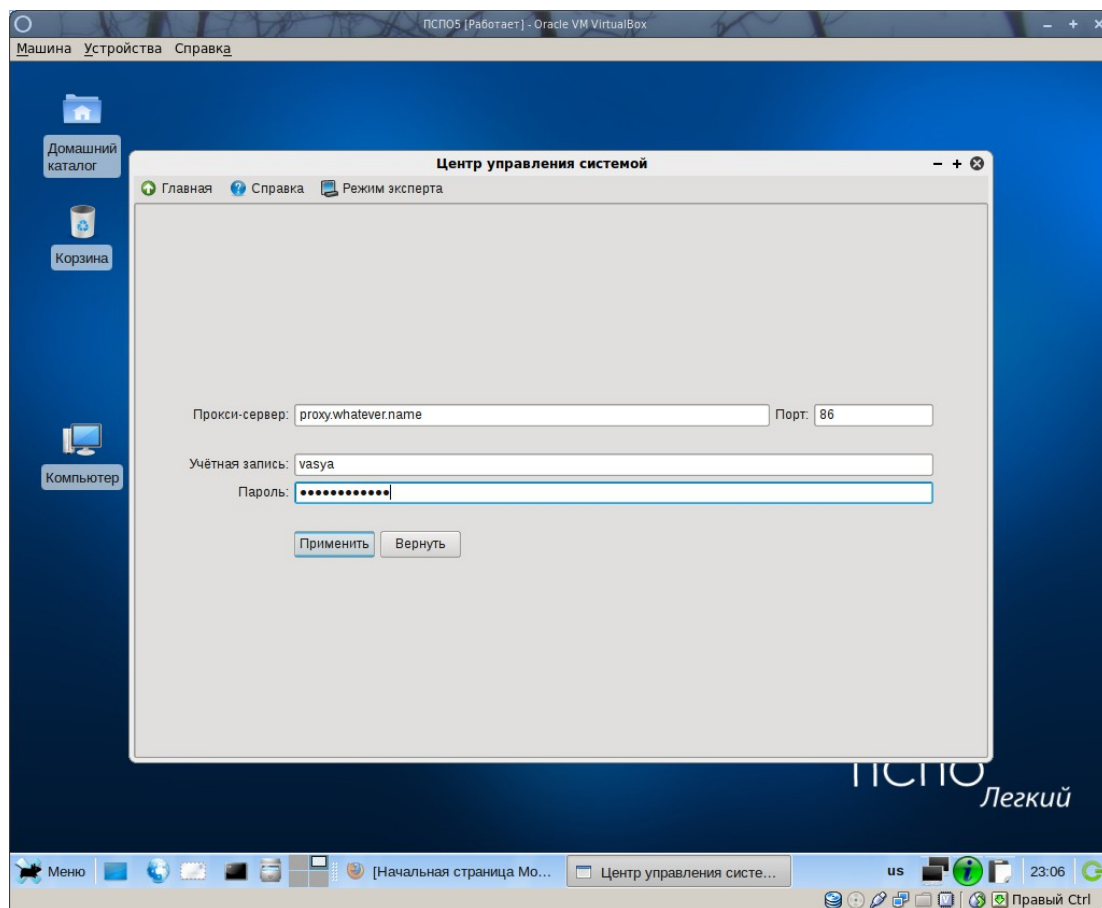 ПСПО5 [Работает] - Oracle VM VirtualBox
Машина Устройства Справка
Домашний
каталог
Корзина
Компьютер
Центр управления системой
Главная Справка Режим эксперта
Прокси-сервер: proxy.whatever.name Порт: 86
Учётная запись: vasya
Пароль: ••••••••••••
Применить Вернуть
ПСПО
Легкий
Меню [Начальная страница Mo... Центр управления систе... us 23:06
Правый Ctrl